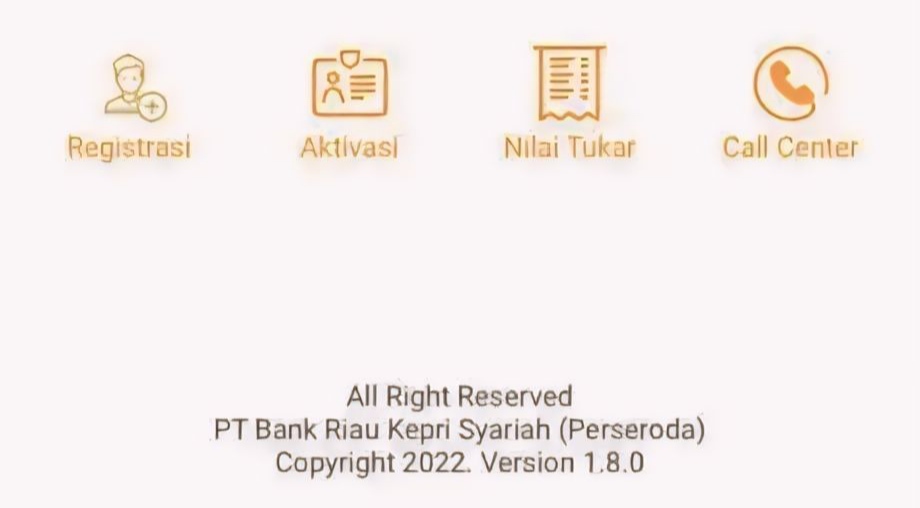 Registrasi Aktivasi Nilai Tukar Call Center
All Right Reserved
PT Bank Riau Kepri Syariah (Perseroda)
Copyright 2022. Version 1.8.0